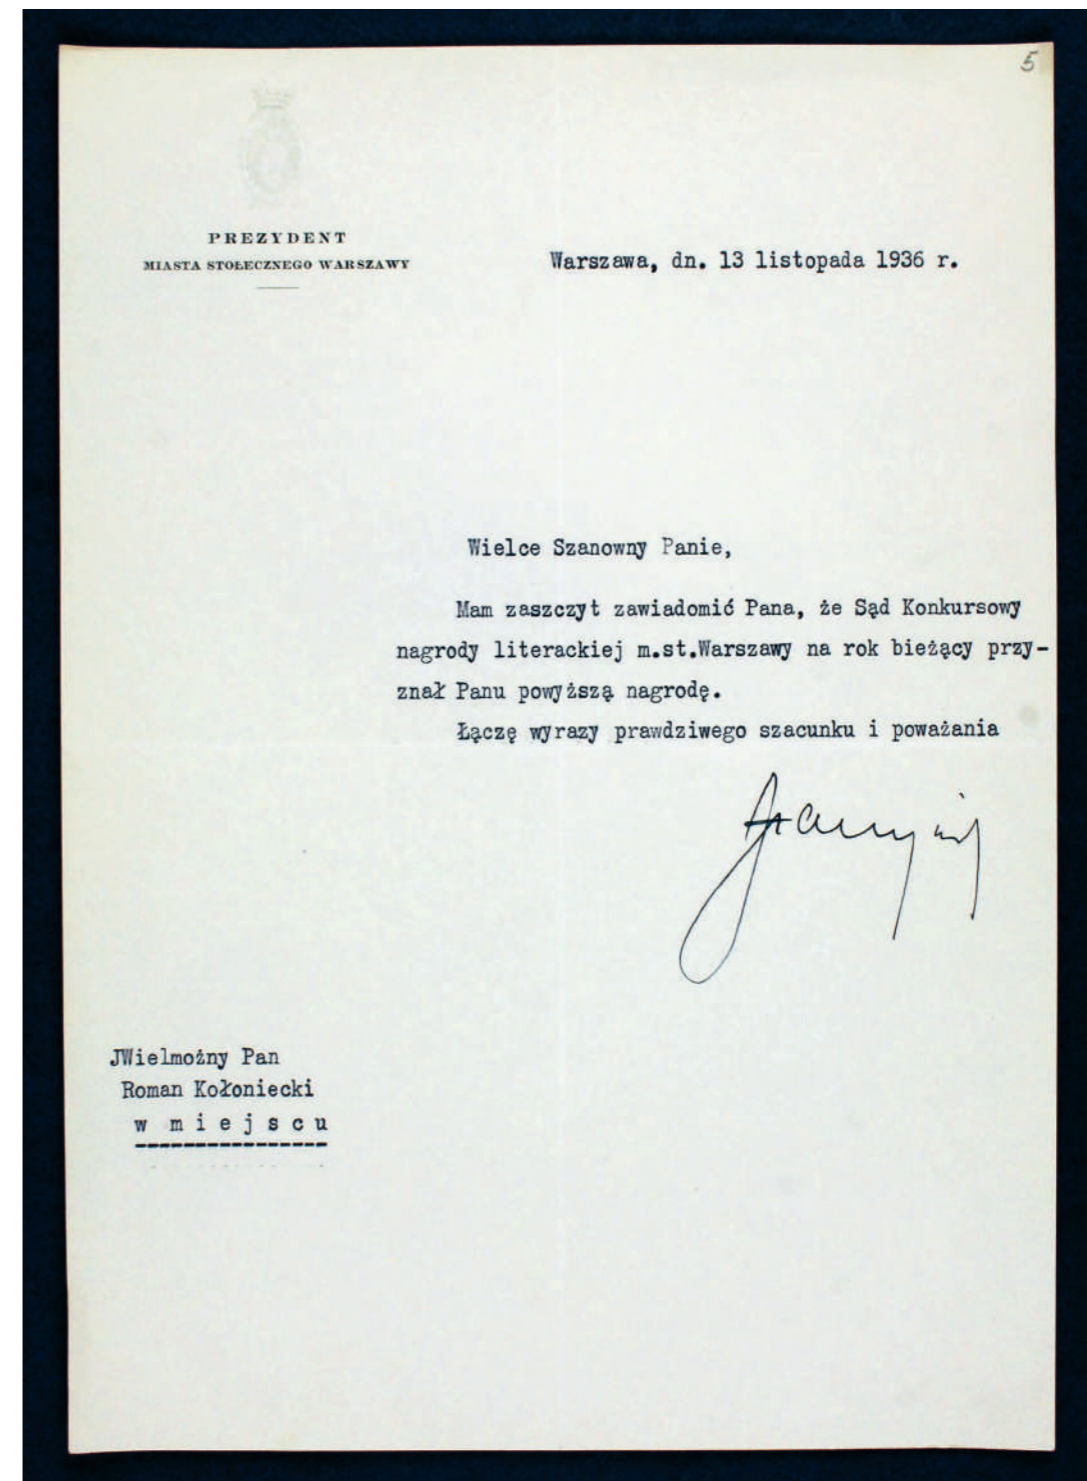 5
PREZYDENT
MIASTA STOŁECZNEGO WARSZAWY
Warszawa, dn. 13 listopada 1936 r.
Wielce Szanowny Panie,
Mam zaszczyt zawiadomić Pana, że Sąd Konkursowy
nagrody literackiej m.st.Warszawy na rok bieżący przy-
znał Panu powyższą nagrodę.
Łączę wyrazy prawdziwego szacunku i poważania
JWielmożny Pan
Roman Kołoniecki
w miejscu